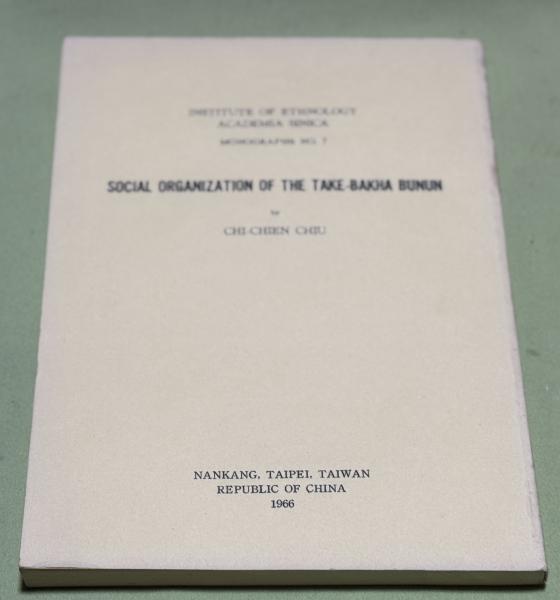 INSTITUTE OF ETHNOLOGY
ACADEMIA SINICA
MONOGRAPHS NO. 7
SOCIAL ORGANIZATION OF THE TAKE-BAKHA BUNUN
by
CHI-CHIEN CHIU
NANKANG, TAIPEI, TAIWAN
REPUBLIC OF CHINA
1966